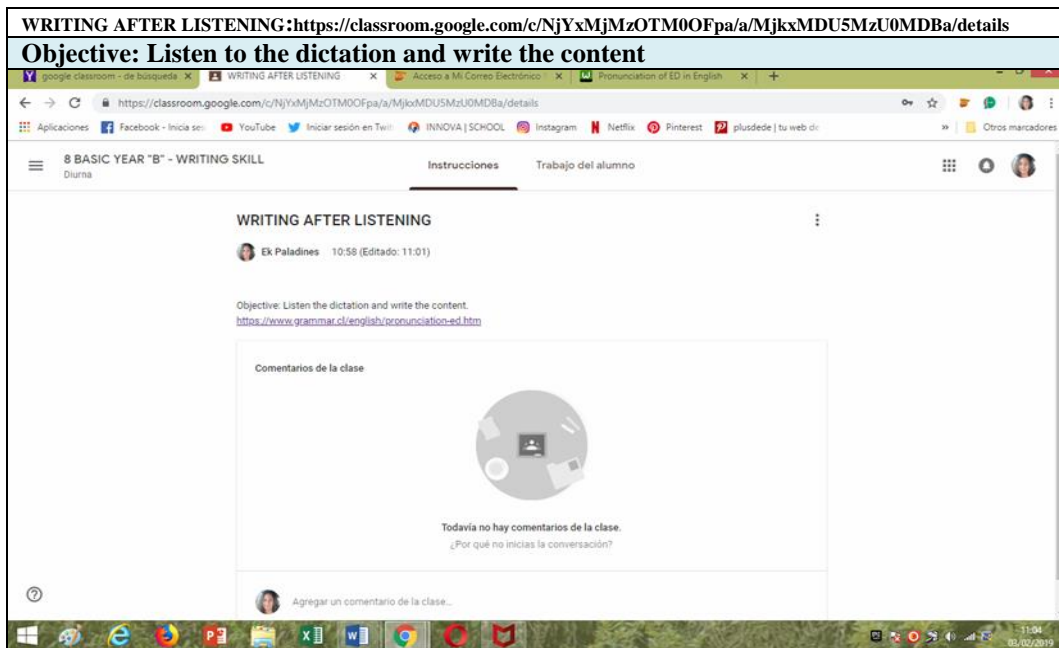 WRITING AFTER LISTENING:https://classroom.google.com/c/NjYxMjMzOTM0OFpa/a/MjkxMDU5MzU0MDBa/details
Objective: Listen to the dictation and write the content
google classroom - de búsqueda WRITING AFTER LISTENING Acceso a Mi Correo Electrónico Pronunciation of ED in English
https://classroom.google.com/c/NjYxMjMzOTM0OFpa/a/MjkxMDU5MzU0MDBa/details
Aplicaciones Facebook - Inicia ses YouTube Iniciar sesión en Twit INNOVA | SCHOOL Instagram Netflix Pinterest plusdede | tu web de » Otros marcadores
8 BASIC YEAR "B" - WRITING SKILL Instrucciones Trabajo del alumno
Diurna
WRITING AFTER LISTENING
Ek Paladines 10:58 (Editado: 11:01)
Objective: Listen the dictation and write the content.
https://www.grammar.cl/english/pronunciation-ed.htm
Comentarios de la clase
Todavía no hay comentarios de la clase.
¿Por qué no inicias la conversación?
Agregar un comentario de la clase...
11:04
03/02/2019